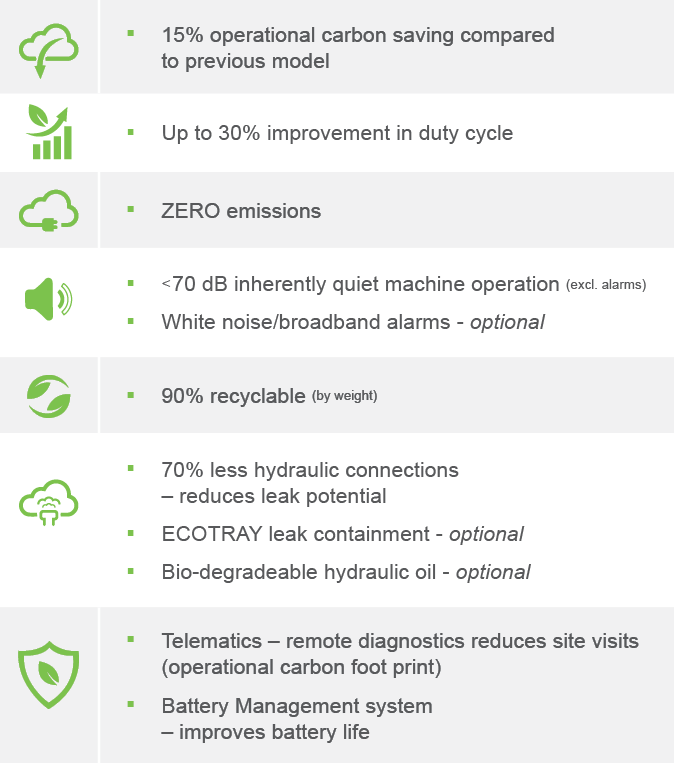 ▪ 15% operational carbon saving compared
to previous model
▪ Up to 30% improvement in duty cycle
▪ ZERO emissions
▪ <70 dB inherently quiet machine operation (excl. alarms)
▪ White noise/broadband alarms - optional
▪ 90% recyclable (by weight)
▪ 70% less hydraulic connections
– reduces leak potential
▪ ECOTRAY leak containment - optional
▪ Bio-degradeable hydraulic oil - optional
▪ Telematics – remote diagnostics reduces site visits
(operational carbon foot print)
▪ Battery Management system
– improves battery life